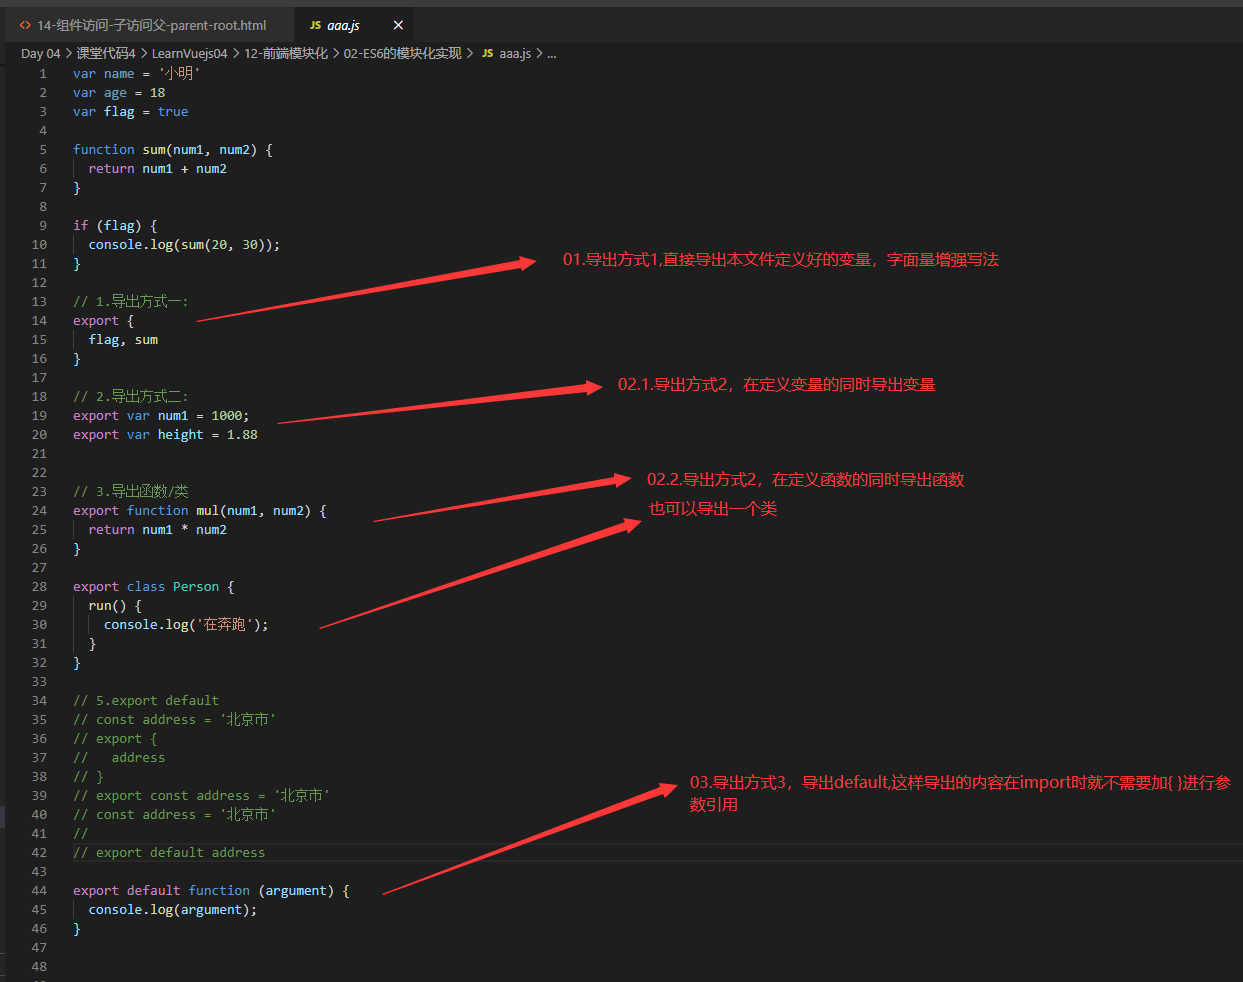 14-组件访问-子访问父-parent-root.html
JS aaa.js ×
Day 04 > 课堂代码4 > LearnVuejs04 > 12-前端模块化 > 02-ES6的模块化实现 > JS aaa.js > ...
1 var name = '小明'
2 var age = 18
3 var flag = true
4
5 function sum(num1, num2) {
6 return num1 + num2
7 }
8
9 if (flag) {
10 console.log(sum(20, 30));
11 }
01.导出方式1,直接导出本文件定义好的变量，字面量增强写法
12
13 // 1.导出方式一:
14 export {
15 flag, sum
16 }
17
02.1.导出方式2，在定义变量的同时导出变量
18 // 2.导出方式二:
19 export var num1 = 1000;
20 export var height = 1.88
21
22
02.2.导出方式2，在定义函数的同时导出函数
也可以导出一个类
23 // 3.导出函数/类
24 export function mul(num1, num2) {
25 return num1 * num2
26 }
27
28 export class Person {
29 run() {
30 console.log('在奔跑');
31 }
32 }
33
34 // 5.export default
35 // const address = '北京市'
36 // export {
37 // address
38 // }
03.导出方式3，导出default,这样导出的内容在import时就不需要加{ }进行参
数引用
39 // export const address = '北京市'
40 // const address = '北京市'
41 //
42 // export default address
43
44 export default function (argument) {
45 console.log(argument);
46 }
47
48